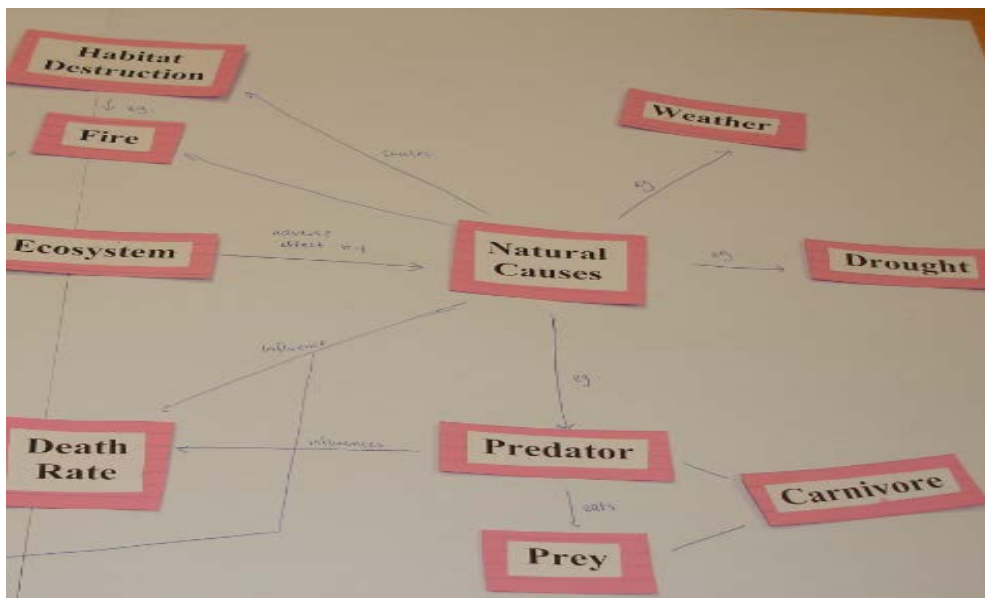 Habitat
Destruction
eg.
Fire
Weather
causes
eg
Ecosystem
Natural
Causes
eg
Drought
influence
eg.
Death
Rate
influences
Predator
Carnivore
eats
Prey